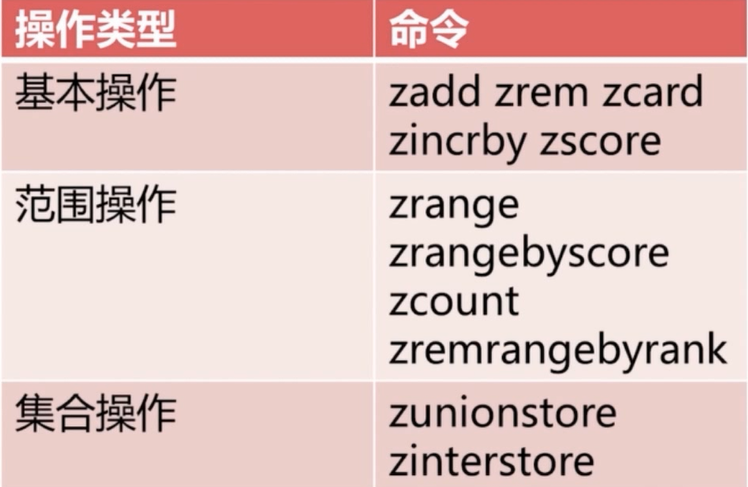 操作类型 命令
基本操作 zadd zrem zcard
zincrby zscore
范围操作 zrange
zrangebyscore
zcount
zremrangebyrank
集合操作 zunionstore
zinterstore